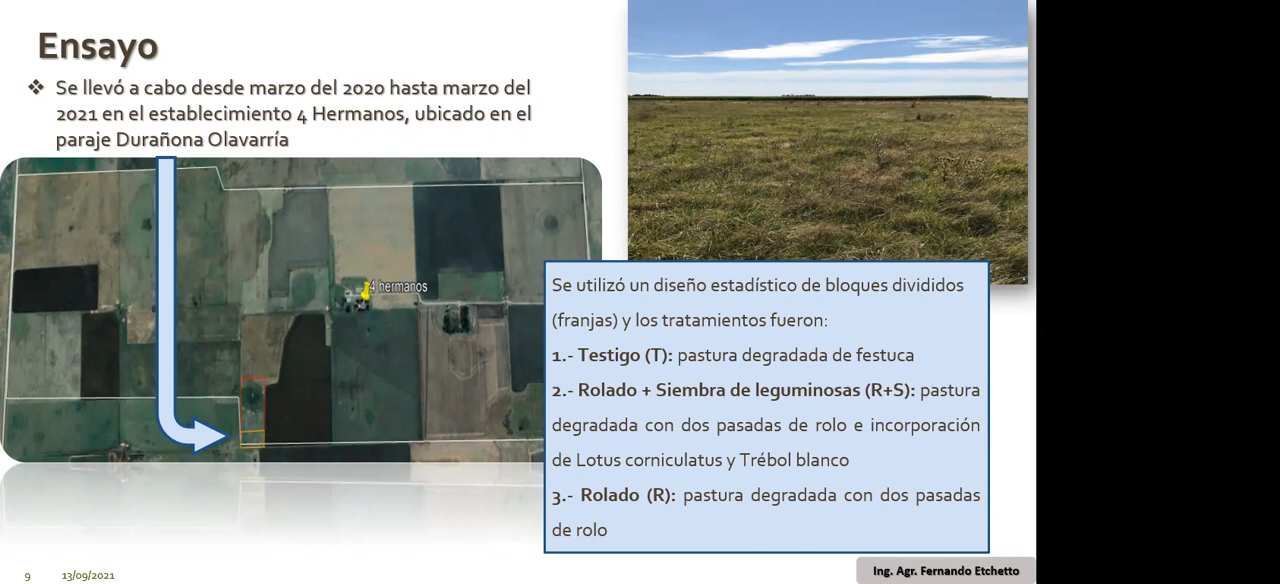 Ensayo
❖ Se llevó a cabo desde marzo del 2020 hasta marzo del
2021 en el establecimiento 4 Hermanos, ubicado en el
paraje Durañona Olavarría
4 hermanos
Se utilizó un diseño estadístico de bloques divididos
(franjas) y los tratamientos fueron:
1.- Testigo (T): pastura degradada de festuca
2.- Rolado + Siembra de leguminosas (R+S): pastura
degradada con dos pasadas de rolo e incorporación
de Lotus corniculatus y Trébol blanco
3.- Rolado (R): pastura degradada con dos pasadas
de rolo
9 13/09/2021
Ing. Agr. Fernando Etchetto